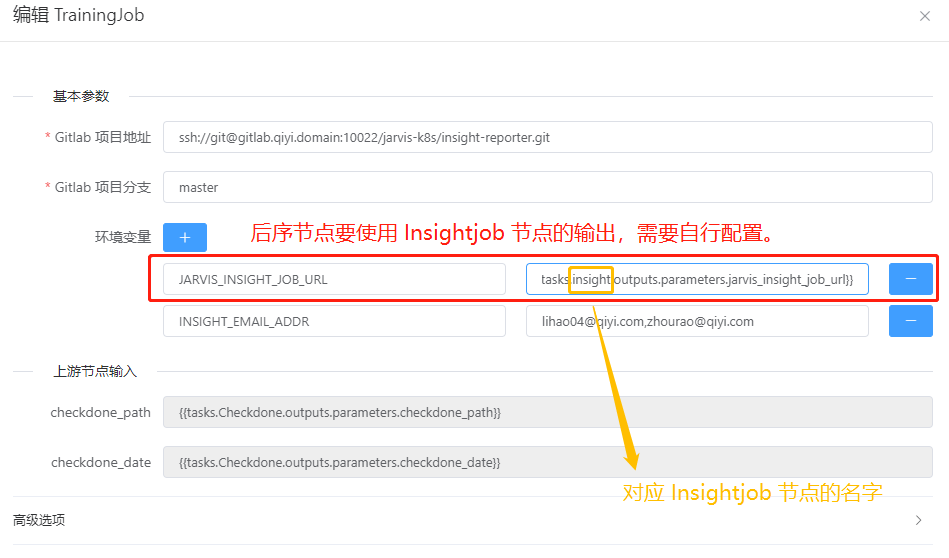 编辑 TrainingJob
基本参数
* Gitlab 项目地址 ssh://git@gitlab.qiyi.domain:10022/jarvis-k8s/insight-reporter.git
* Gitlab 项目分支 master
环境变量 + 后序节点要使用 Insightjob 节点的输出，需要自行配置。
JARVIS_INSIGHT_JOB_URL tasks.insight.outputs.parameters.jarvis_insight_job_url}}
INSIGHT_EMAIL_ADDR lihao04@qiyi.com,zhourao@qiyi.com
上游节点输入
checkdone_path {{tasks.Checkdone.outputs.parameters.checkdone_path}}
checkdone_date {{tasks.Checkdone.outputs.parameters.checkdone_date}}
对应 Insightjob 节点的名字
高级选项